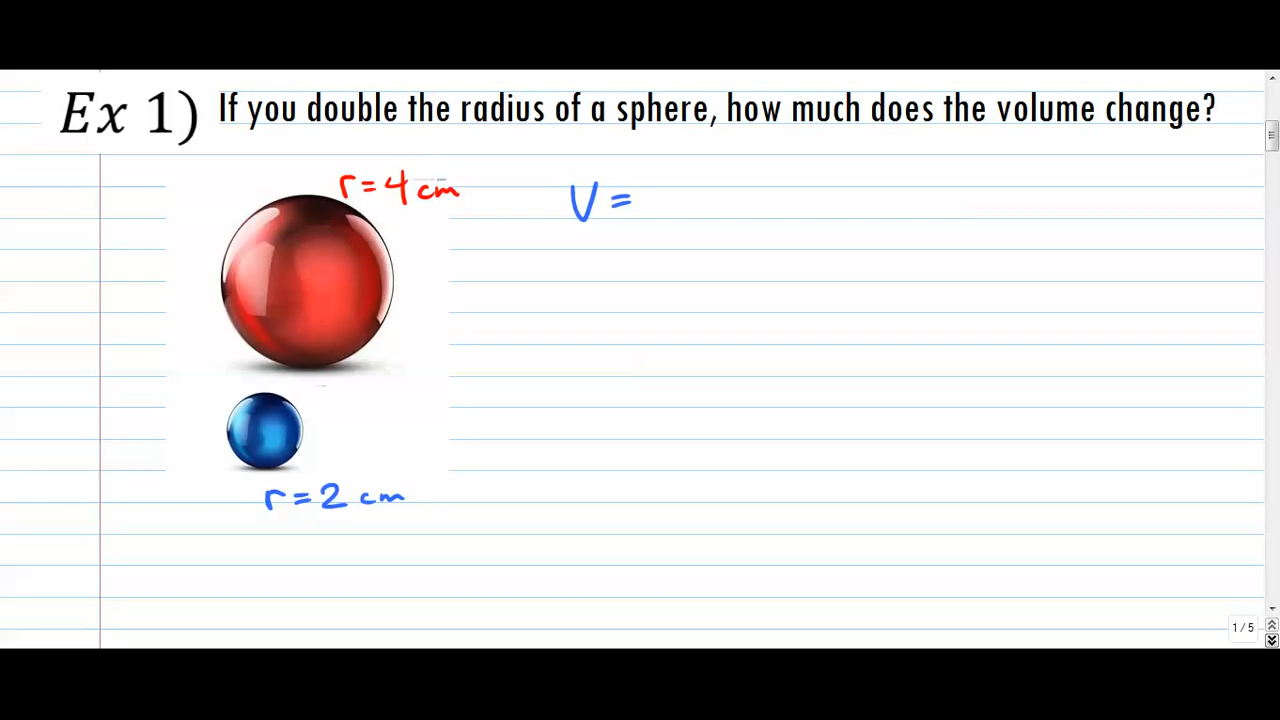 Ex 1) If you double the radius of a sphere, how much does the volume change?
r = 4 cm
V =
r = 2 cm
1 / 5